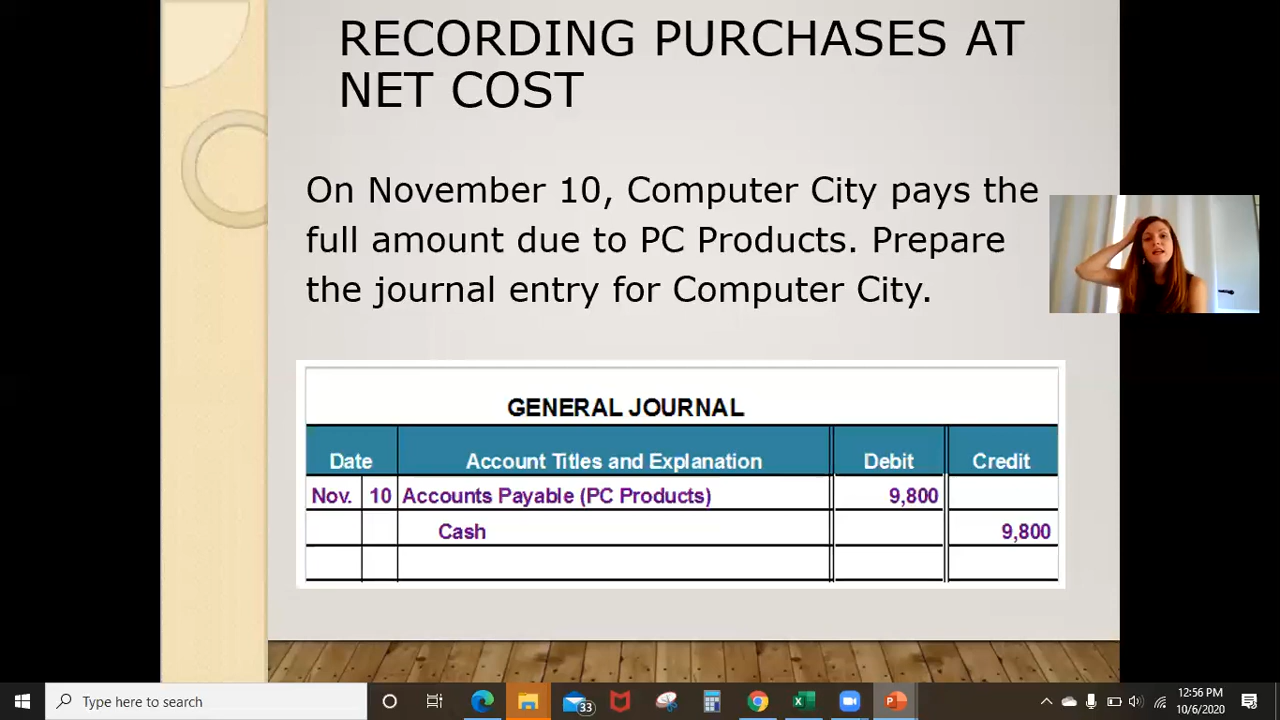 RECORDING PURCHASES AT
NET COST
On November 10, Computer City pays the
full amount due to PC Products. Prepare
the journal entry for Computer City.
GENERAL JOURNAL
Date Account Titles and Explanation Debit Credit
Nov. 10 Accounts Payable (PC Products) 9,800
Cash 9,800
Type here to search
33
12:56 PM
10/6/2020